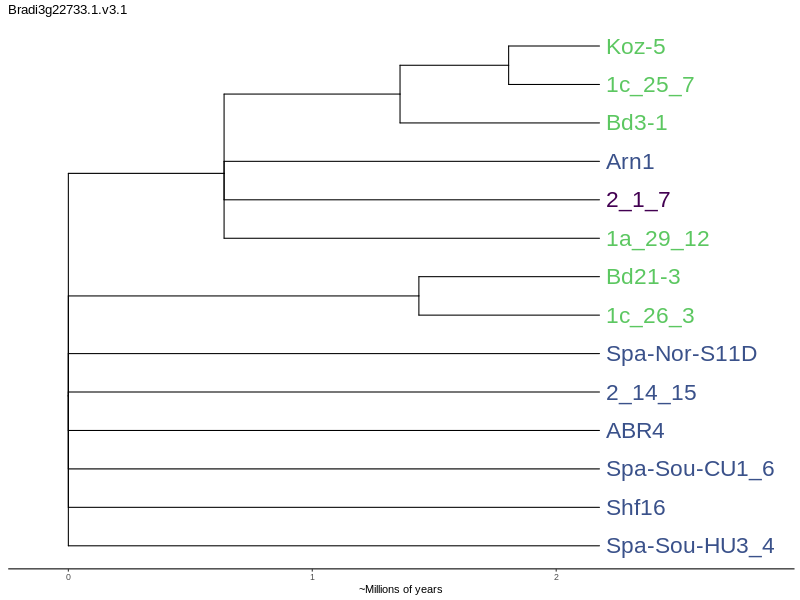 Bradi3g22733.1.v3.1
Koz-5
1c_25_7
Bd3-1
Arn1
2_1_7
1a_29_12
Bd21-3
1c_26_3
Spa-Nor-S11D
2_14_15
ABR4
Spa-Sou-CU1_6
Shf16
Spa-Sou-HU3_4
0 1 2
~Millions of years